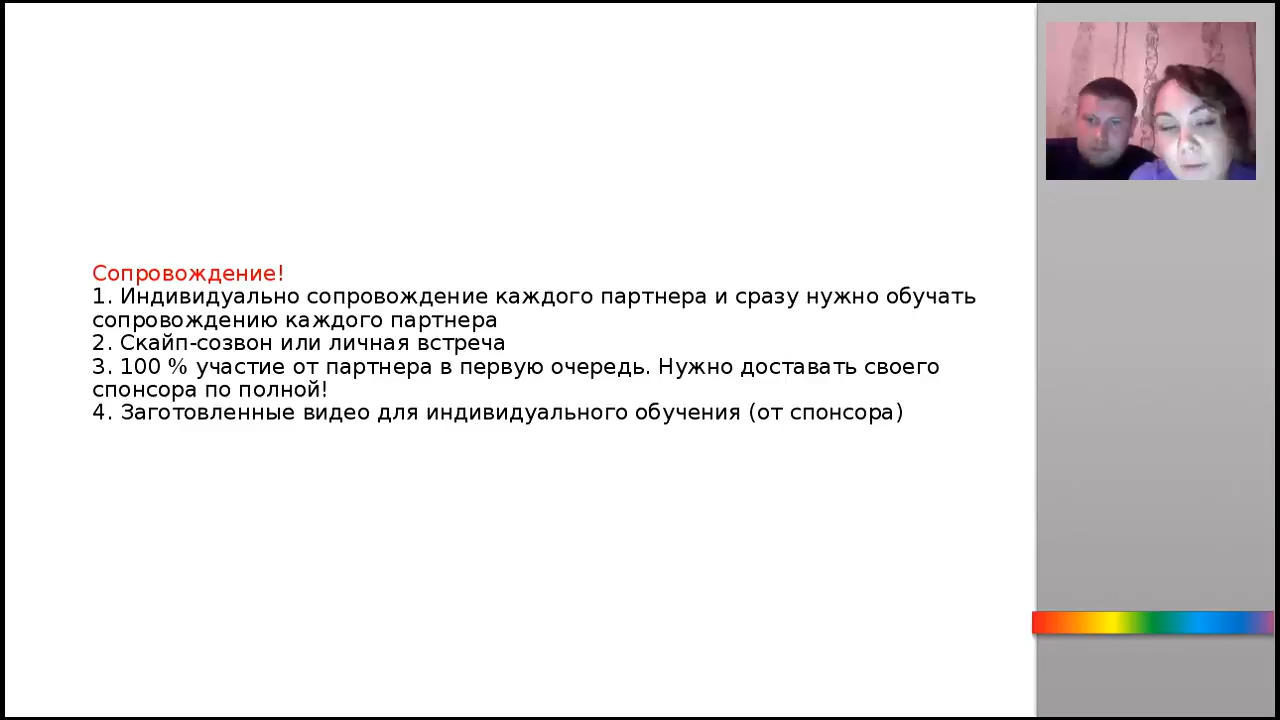 Сопровождение!
1. Индивидуально сопровождение каждого партнера и сразу нужно обучать
сопровождению каждого партнера
2. Скайп-созвон или личная встреча
3. 100 % участие от партнера в первую очередь. Нужно доставать своего
спонсора по полной!
4. Заготовленные видео для индивидуального обучения (от спонсора)